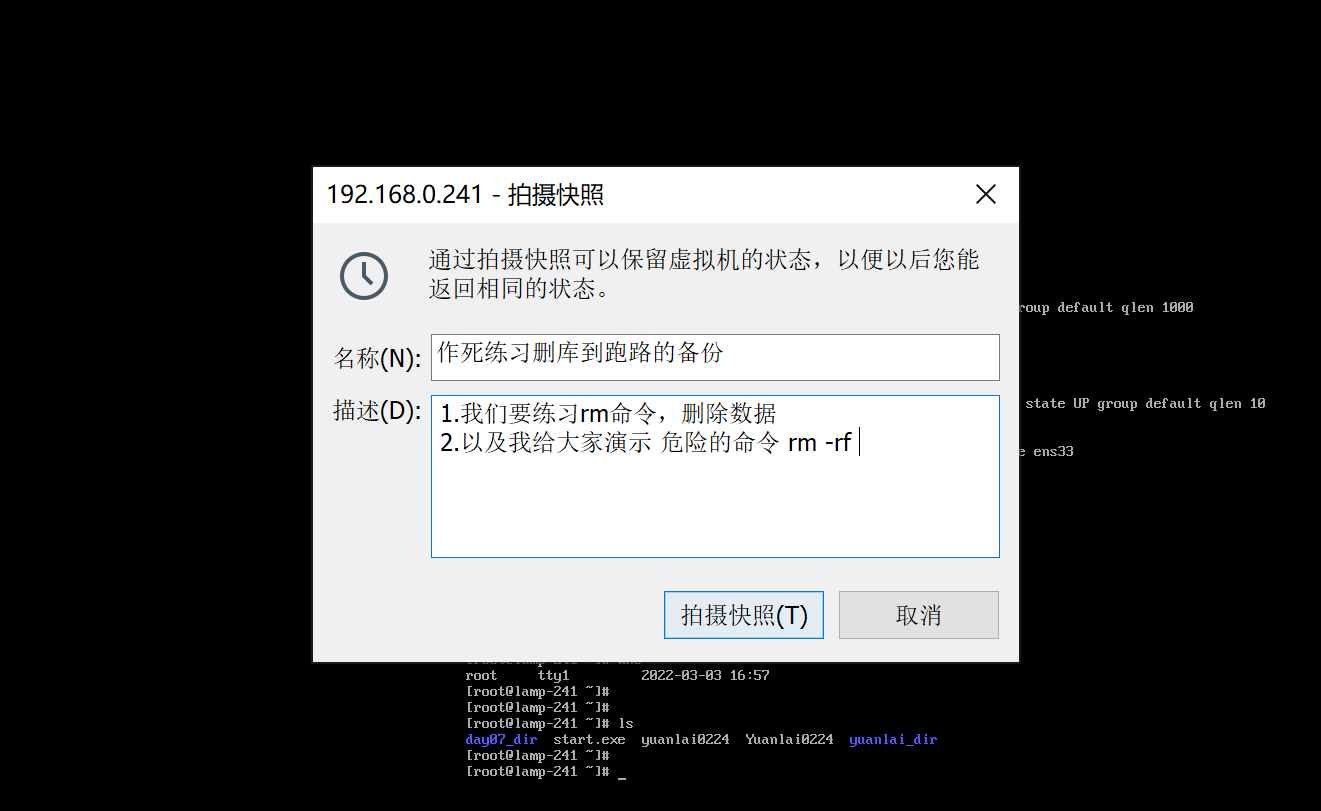 192.168.0.241 - 拍摄快照
通过拍摄快照可以保留虚拟机的状态，以便以后您能
返回相同的状态。
名称(N): 作死练习删库到跑路的备份
描述(D): 1.我们要练习rm命令，删除数据
2.以及我给大家演示 危险的命令 rm -rf
拍摄快照(T) 取消
roup default qlen 1000
state UP group default qlen 10
e ens33
root tty1 2022-03-03 16:57
[root@lamp-241 ~]#
[root@lamp-241 ~]#
[root@lamp-241 ~]# ls
day07_dir start.exe yuanlai0224 Yuanlai0224 yuanlai_dir
[root@lamp-241 ~]#
[root@lamp-241 ~]# _